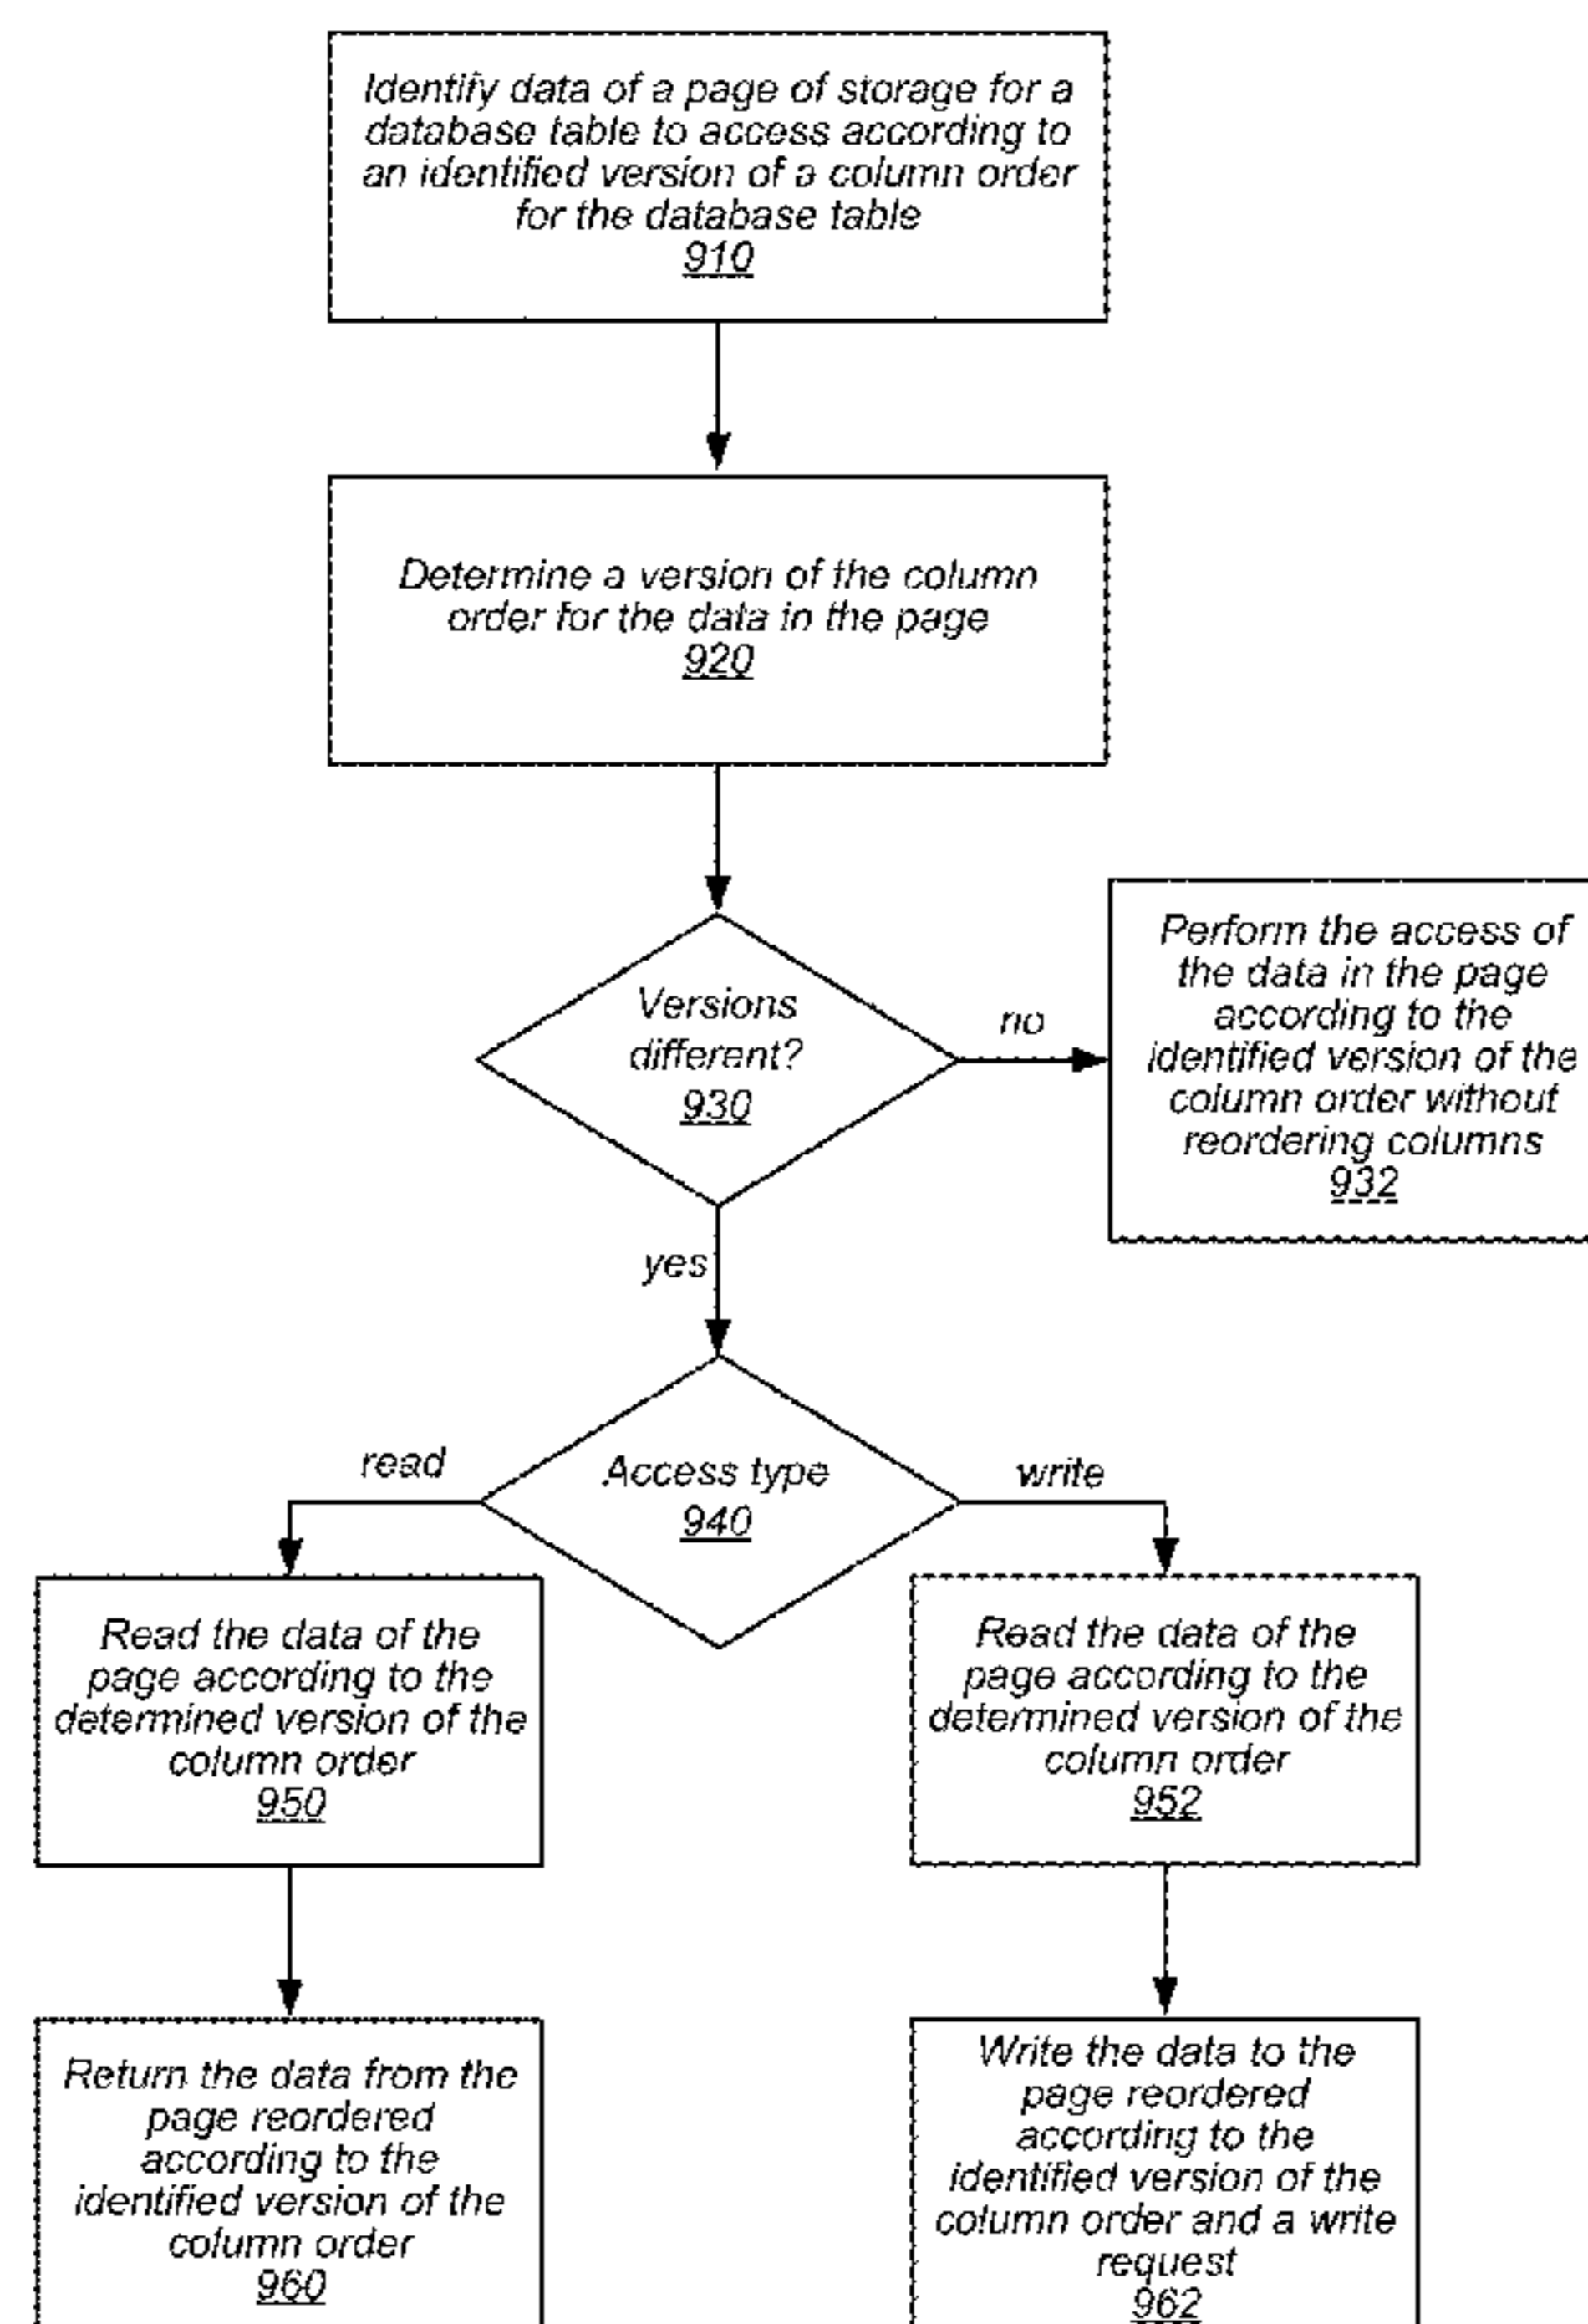 Identify data of a page of storage for a
database table to access according to
an identified version of a column order
for the database table
910
Determine a version of the column
order for the data in the page
920
Versions
different?
930
no
Perform the access of
the data in the page
according to the
identified version of the
column order without
reordering columns
932
yes
Access type
940
read
write
Read the data of the
page according to the
determined version of the
column order
950
Read the data of the
page according to the
determined version of the
column order
952
Return the data from the
page reordered
according to the
identified version of the
column order
960
Write the data to the
page reordered
according to the
identified version of the
column order and a write
request
962